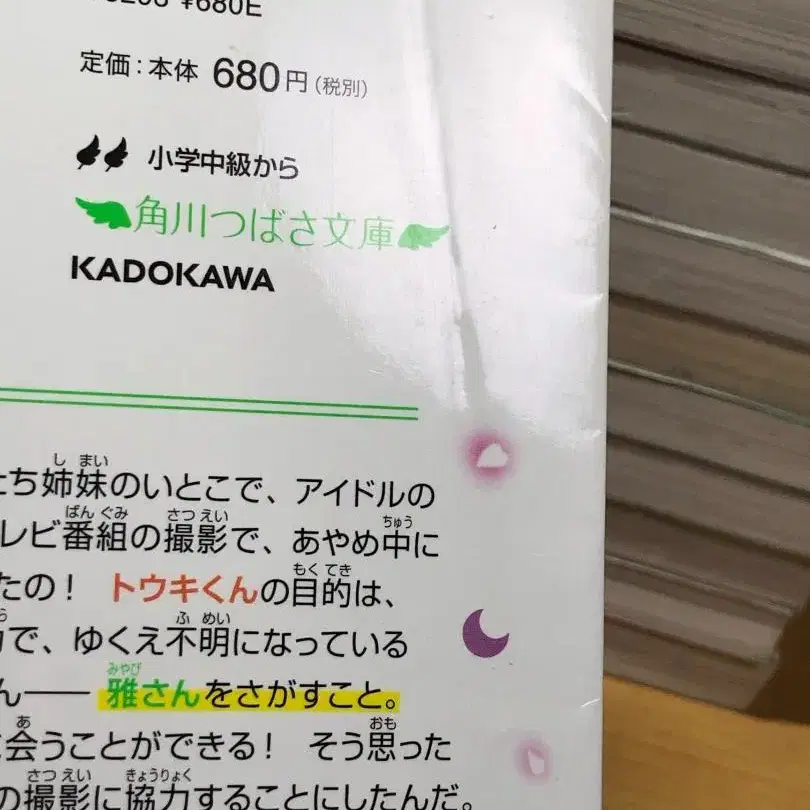 ¥680E
定価：本体 680円（税別）
小学中級から
角川つばさ文庫
KADOKAWA
ち姉妹のいとこで、アイドルの
レビ番組の撮影で、あやめ中に
たの！ トウキくんの目的は、
で、ゆくえ不明になっている
ん――雅さんをさがすこと。
会うことができる！ そう思った
の撮影に協力することにしたんだ。